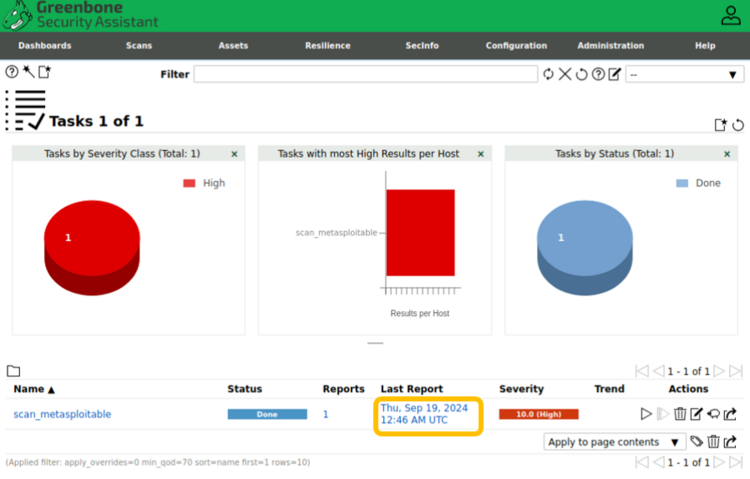 Greenbone
Security Assistant
Dashboards Scans Assets Resilience SecInfo Configuration Administration Help
Filter --
Tasks 1 of 1
Tasks by Severity Class (Total: 1) ×
Tasks with most High Results per Host ×
Tasks by Status (Total: 1) ×
High
1
scan_metasploitable
Results per Host
Done
1
1 - 1 of 1
Name ▲ Status Reports Last Report Severity Trend Actions
scan_metasploitable Done 1 Thu, Sep 19, 2024
12:46 AM UTC 10.0 (High)
Apply to page contents ▼
(Applied filter: apply_overrides=0 min_qod=70 sort=name first=1 rows=10)
1 - 1 of 1